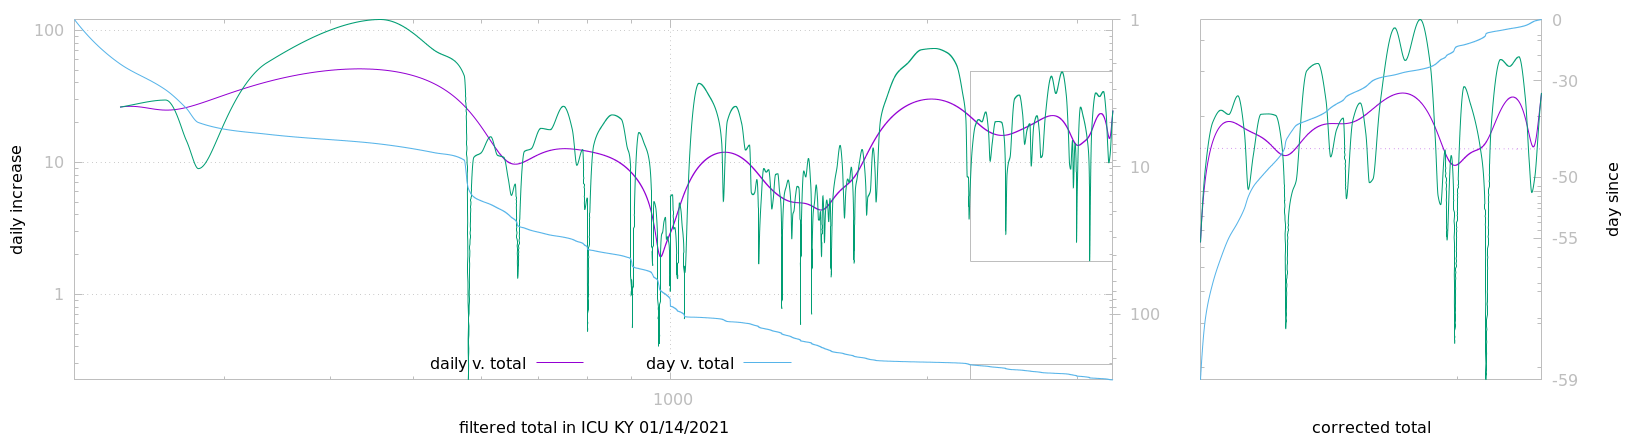 100
10
1
daily increase
daily v. total
day v. total
1000
filtered total in ICU KY 01/14/2021
1
10
100
0
-30
-50
-55
-59
day since
corrected total